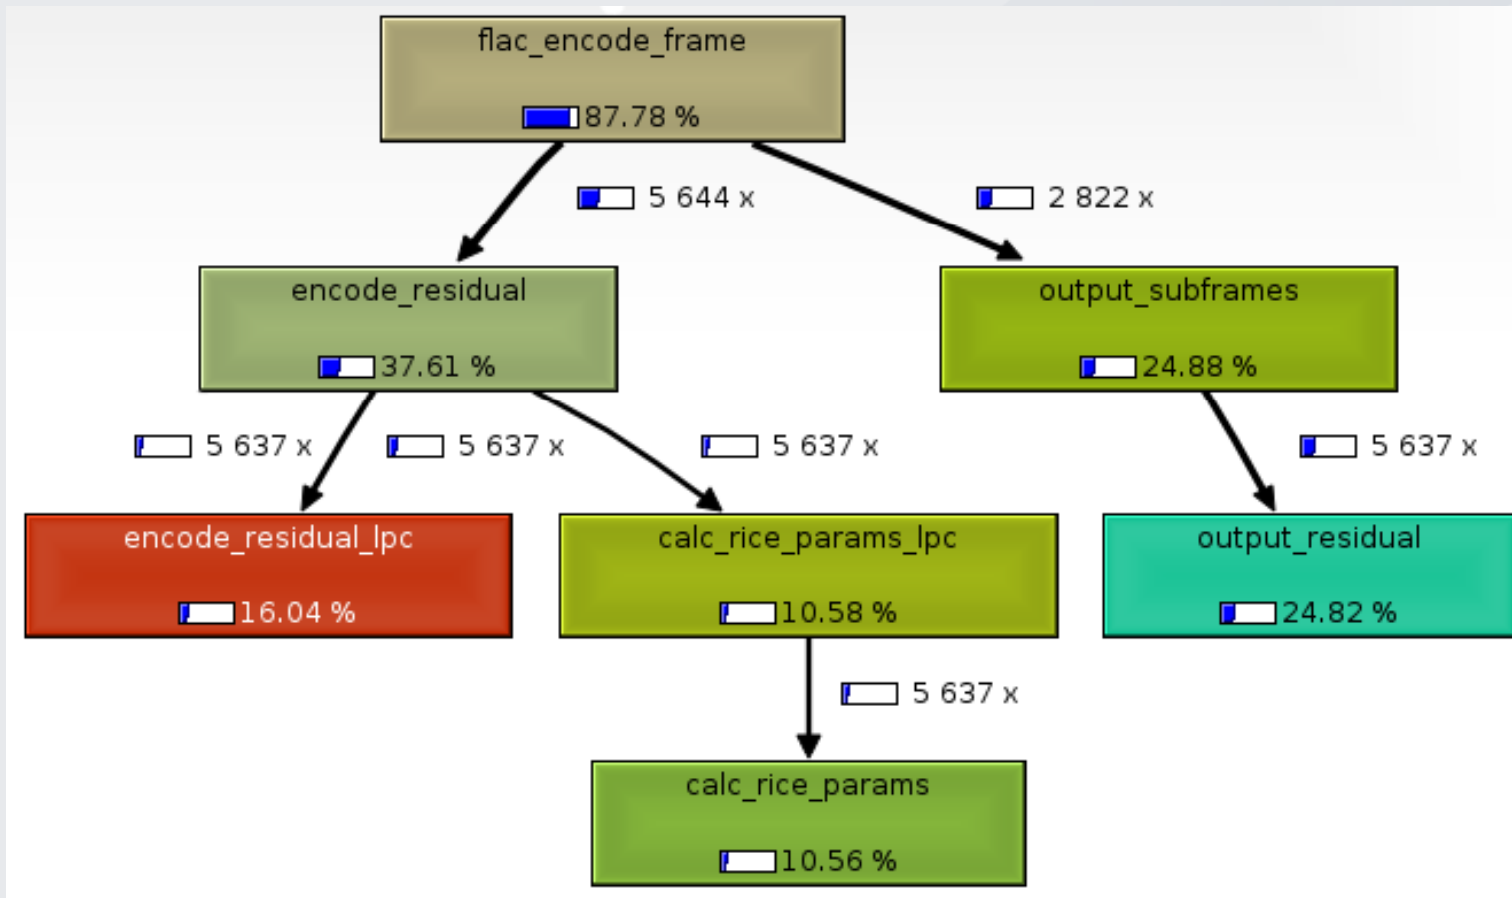 flac_encode_frame
87.78 %
5 644 x
2 822 x
encode_residual
37.61 %
output_subframes
24.88 %
5 637 x
5 637 x
5 637 x
5 637 x
encode_residual_lpc
16.04 %
calc_rice_params_lpc
10.58 %
output_residual
24.82 %
5 637 x
calc_rice_params
10.56 %